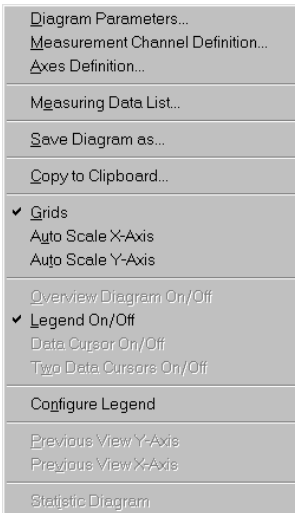 Diagram Parameters...
Measurement Channel Definition...
Axes Definition...
Measuring Data List...
Save Diagram as...
Copy to Clipboard...
Grids
Auto Scale X-Axis
Auto Scale Y-Axis
Overview Diagram On/Off
Legend On/Off
Data Cursor On/Off
Two Data Cursors On/Off
Configure Legend
Previous View Y-Axis
Previous View X-Axis
Statistic Diagram